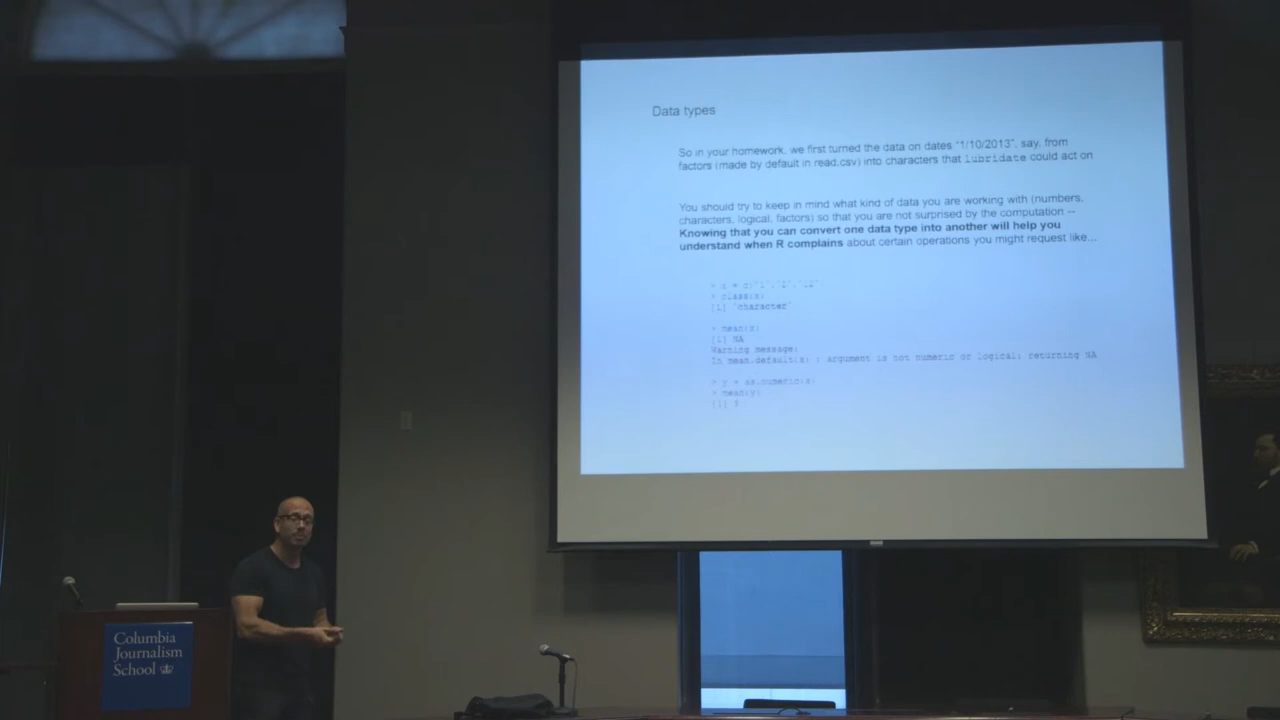 Data types
So in your homework, we first turned the data on dates "1/10/2013", say, from
factors (made by default in read.csv) into characters that lubridate could act on
You should try to keep in mind what kind of data you are working with (numbers,
characters, logical, factors) so that you are not surprised by the computation --
Knowing that you can convert one data type into another will help you
understand when R complains about certain operations you might request like...
> class(x)
[1] "character"
> mean(x)
[1] NA
Warning message:
In mean.default(x) : argument is not numeric or logical: returning NA
> y = as.numeric(x)
> mean(y)
Columbia
Journalism
School